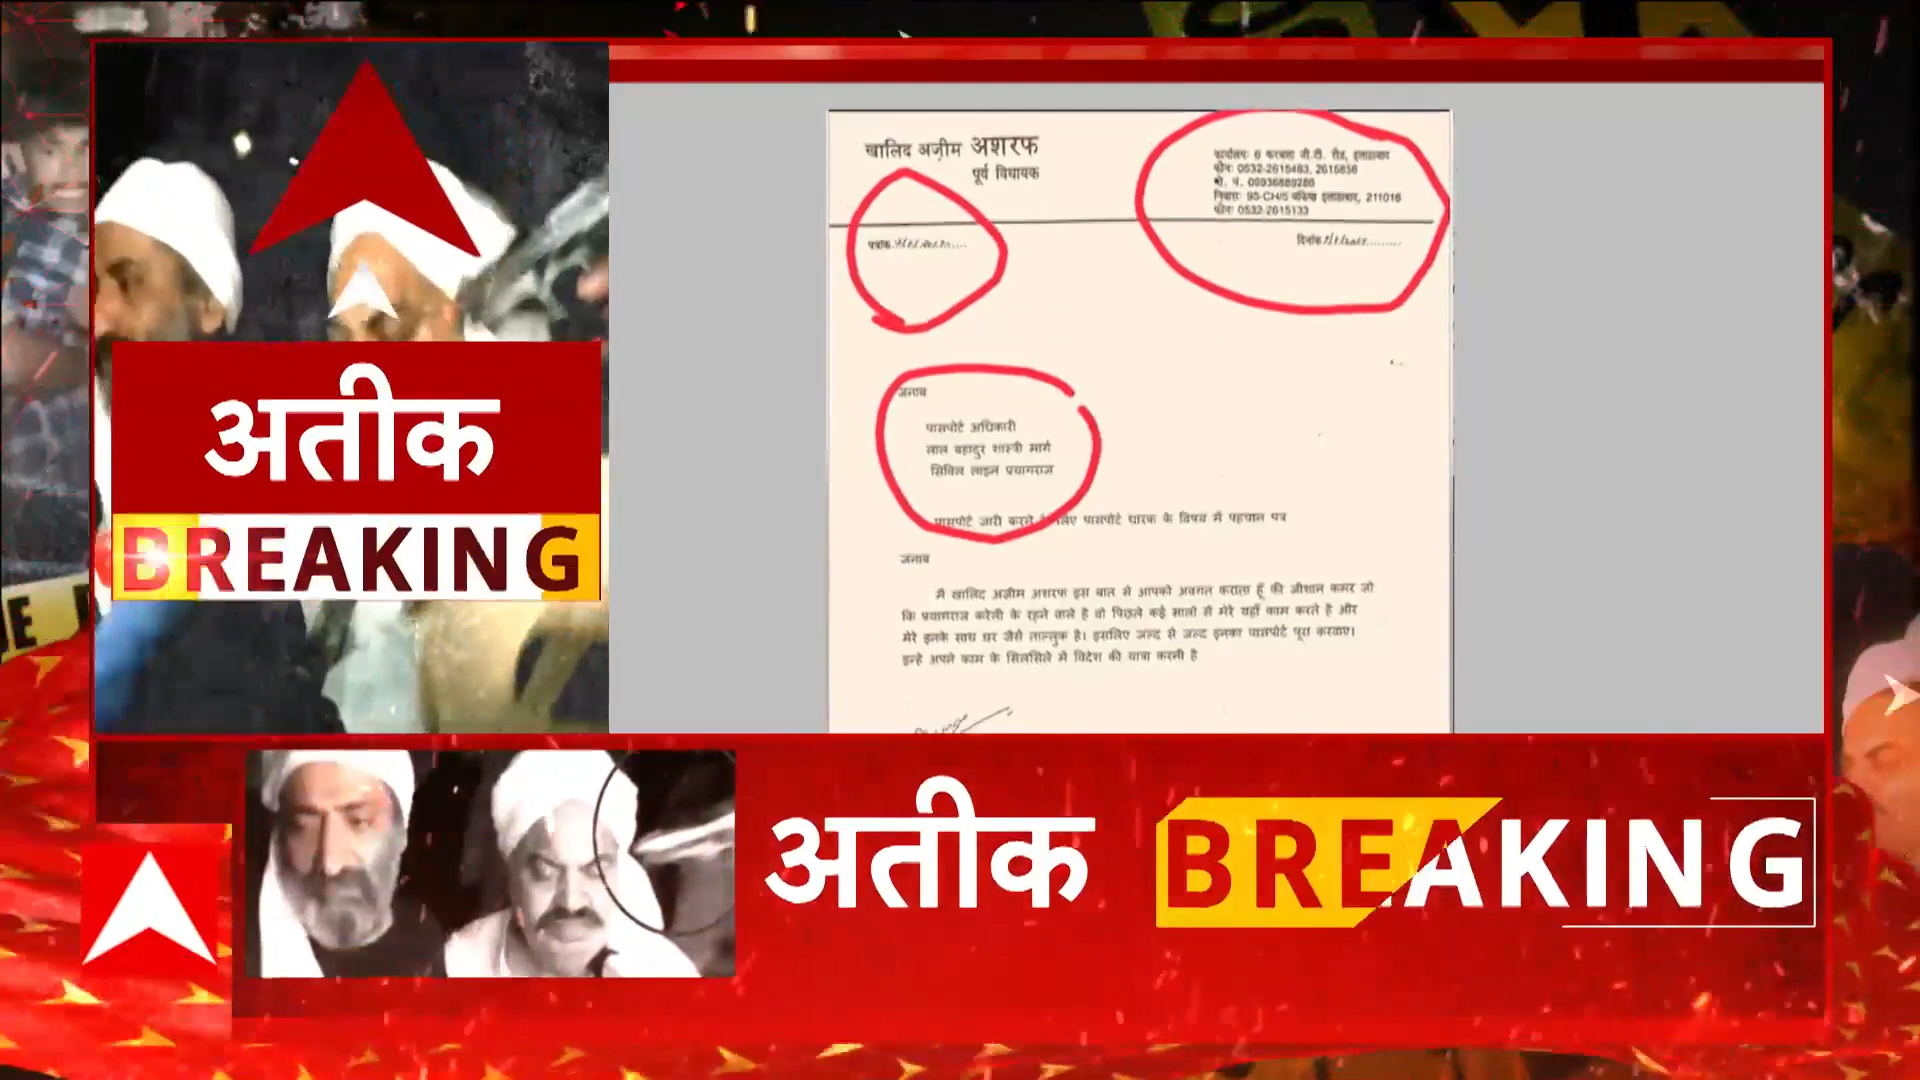 अतीक
BREAKING
खालिद अज़ीम अशरफ
पूर्व विधायक
कार्यालयः 6 करबला जी.टी. रोड, इलाहाबाद
फोनः 0532-2615483, 2615858
मो. नं. 09936889286
निवासः 95-CH/5 चकिया इलाहाबाद, 211016
फोनः 0532-2615133
पत्रांक
दिनांक
जनाब
पासपोर्ट अधिकारी
लाल बहादुर शास्त्री मार्ग
सिविल लाइन प्रयागराज
पासपोर्ट जारी करने के लिए पासपोर्ट धारक के विषय में पहचान पत्र
जनाब
मैं खालिद अज़ीम अशरफ इस बात से आपको अवगत कराता हूँ की जीशान कमर जो
कि प्रयागराज करेली के रहने वाले है वो पिछले कई सालो से मेरे यहाँ काम करते है और
मेरे इनके साथ घर जैसे ताल्लुक है। इसलिए जल्द से जल्द इनका पासपोर्ट पूरा करवाए।
इन्हे अपने काम के सिलसिले में विदेश की यात्रा करनी है
अतीक BREAKING